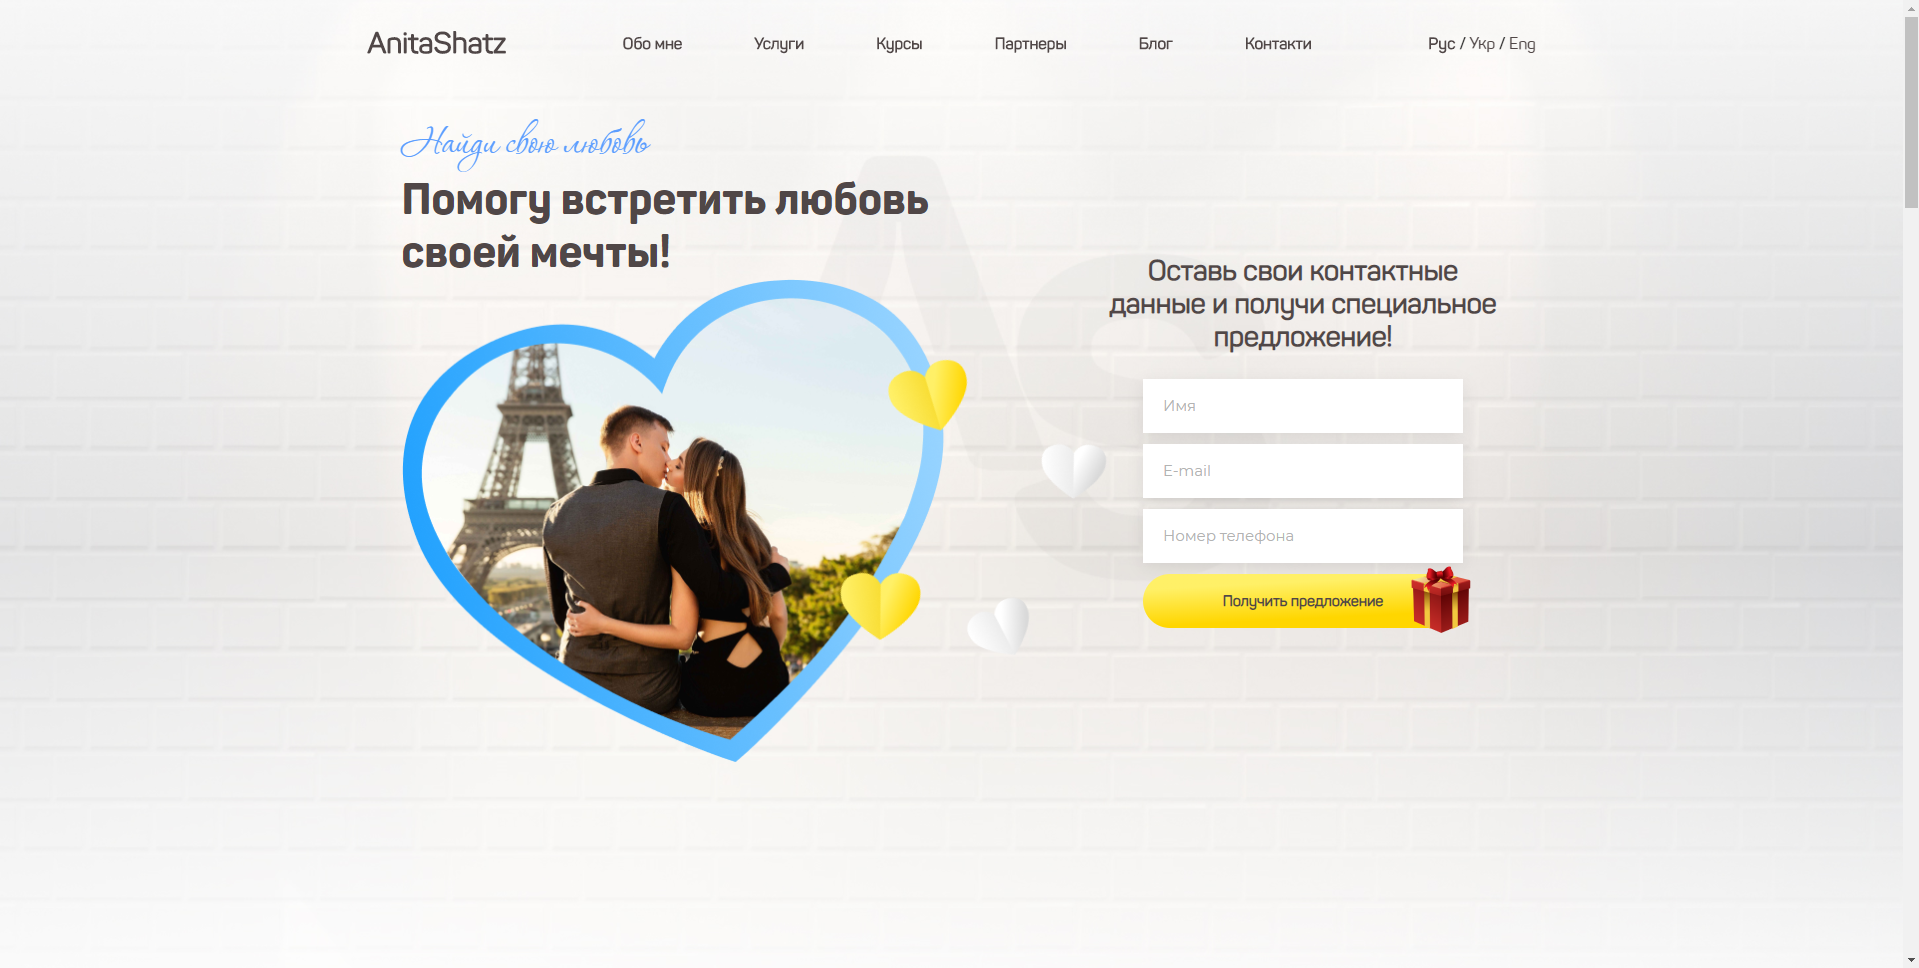 AnitaShatz
Обо мне
Услуги
Курсы
Партнеры
Блог
Контакти
Рус / Укр / Eng
Найди свою любовь
Помогу встретить любовь
своей мечты!
Оставь свои контактные
данные и получи специальное
предложение!
Имя
E-mail
Номер телефона
Получить предложение
AS